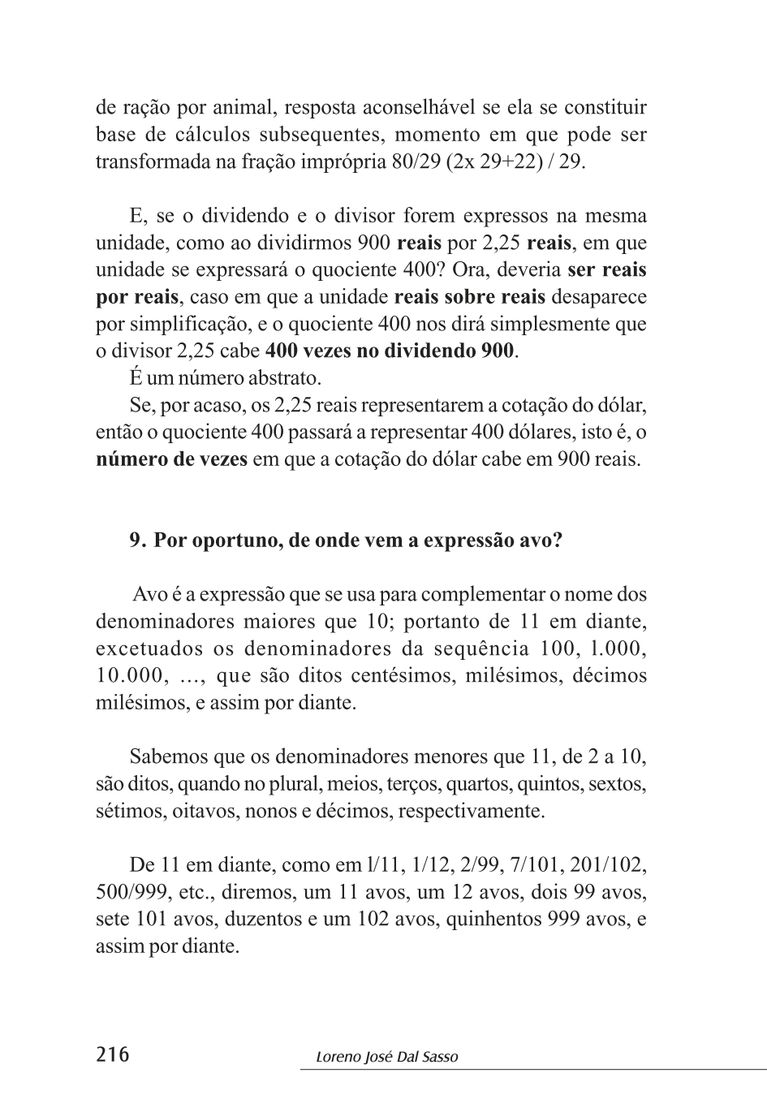 de ração por animal, resposta aconselhável se ela se constituir
base de cálculos subsequentes, momento em que pode ser
transformada na fração imprópria 80/29 (2x 29+22) / 29.
E, se o dividendo e o divisor forem expressos na mesma
unidade, como ao dividirmos 900 reais por 2,25 reais, em que
unidade se expressará o quociente 400? Ora, deveria ser reais
por reais, caso em que a unidade reais sobre reais desaparece
por simplificação, e o quociente 400 nos dirá simplesmente que
o divisor 2,25 cabe 400 vezes no dividendo 900.
É um número abstrato.
Se, por acaso, os 2,25 reais representarem a cotação do dólar,
então o quociente 400 passará a representar 400 dólares, isto é, o
número de vezes em que a cotação do dólar cabe em 900 reais.
9. Por oportuno, de onde vem a expressão avo?
Avo é a expressão que se usa para complementar o nome dos
denominadores maiores que 10; portanto de 11 em diante,
excetuados os denominadores da sequência 100, l.000,
10.000, ..., que são ditos centésimos, milésimos, décimos
milésimos, e assim por diante.
Sabemos que os denominadores menores que 11, de 2 a 10,
são ditos, quando no plural, meios, terços, quartos, quintos, sextos,
sétimos, oitavos, nonos e décimos, respectivamente.
De 11 em diante, como em l/11, 1/12, 2/99, 7/101, 201/102,
500/999, etc., diremos, um 11 avos, um 12 avos, dois 99 avos,
sete 101 avos, duzentos e um 102 avos, quinhentos 999 avos, e
assim por diante.
216
Loreno José Dal Sasso